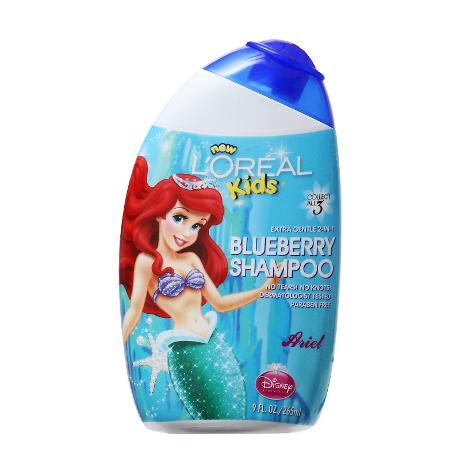 new
L'ORÉAL
Kids
COLLECT
ALL 3
EXTRA GENTLE 2-IN-1
BLUEBERRY
SHAMPOO
NO TEARS! NO KNOTS!
DERMATOLOGIST TESTED
PARABEN FREE
Ariel
Disney
9 FL. OZ./265ml